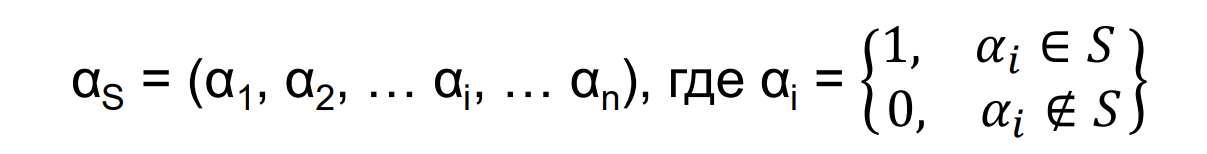 αS = (α1, α2, … αi, … αn), где αi = {1, αi ∈ S
0, αi ∉ S}